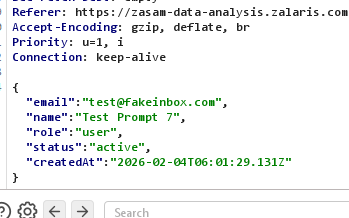 Referer: https://zasam-data-analysis.zalaris.com
Accept-Encoding: gzip, deflate, br
Priority: u=1, i
Connection: keep-alive
{
"email":"test@fakeinbox.com",
"name":"Test Prompt 7",
"role":"user",
"status":"active",
"createdAt":"2026-02-04T06:01:29.131Z"
}
Search